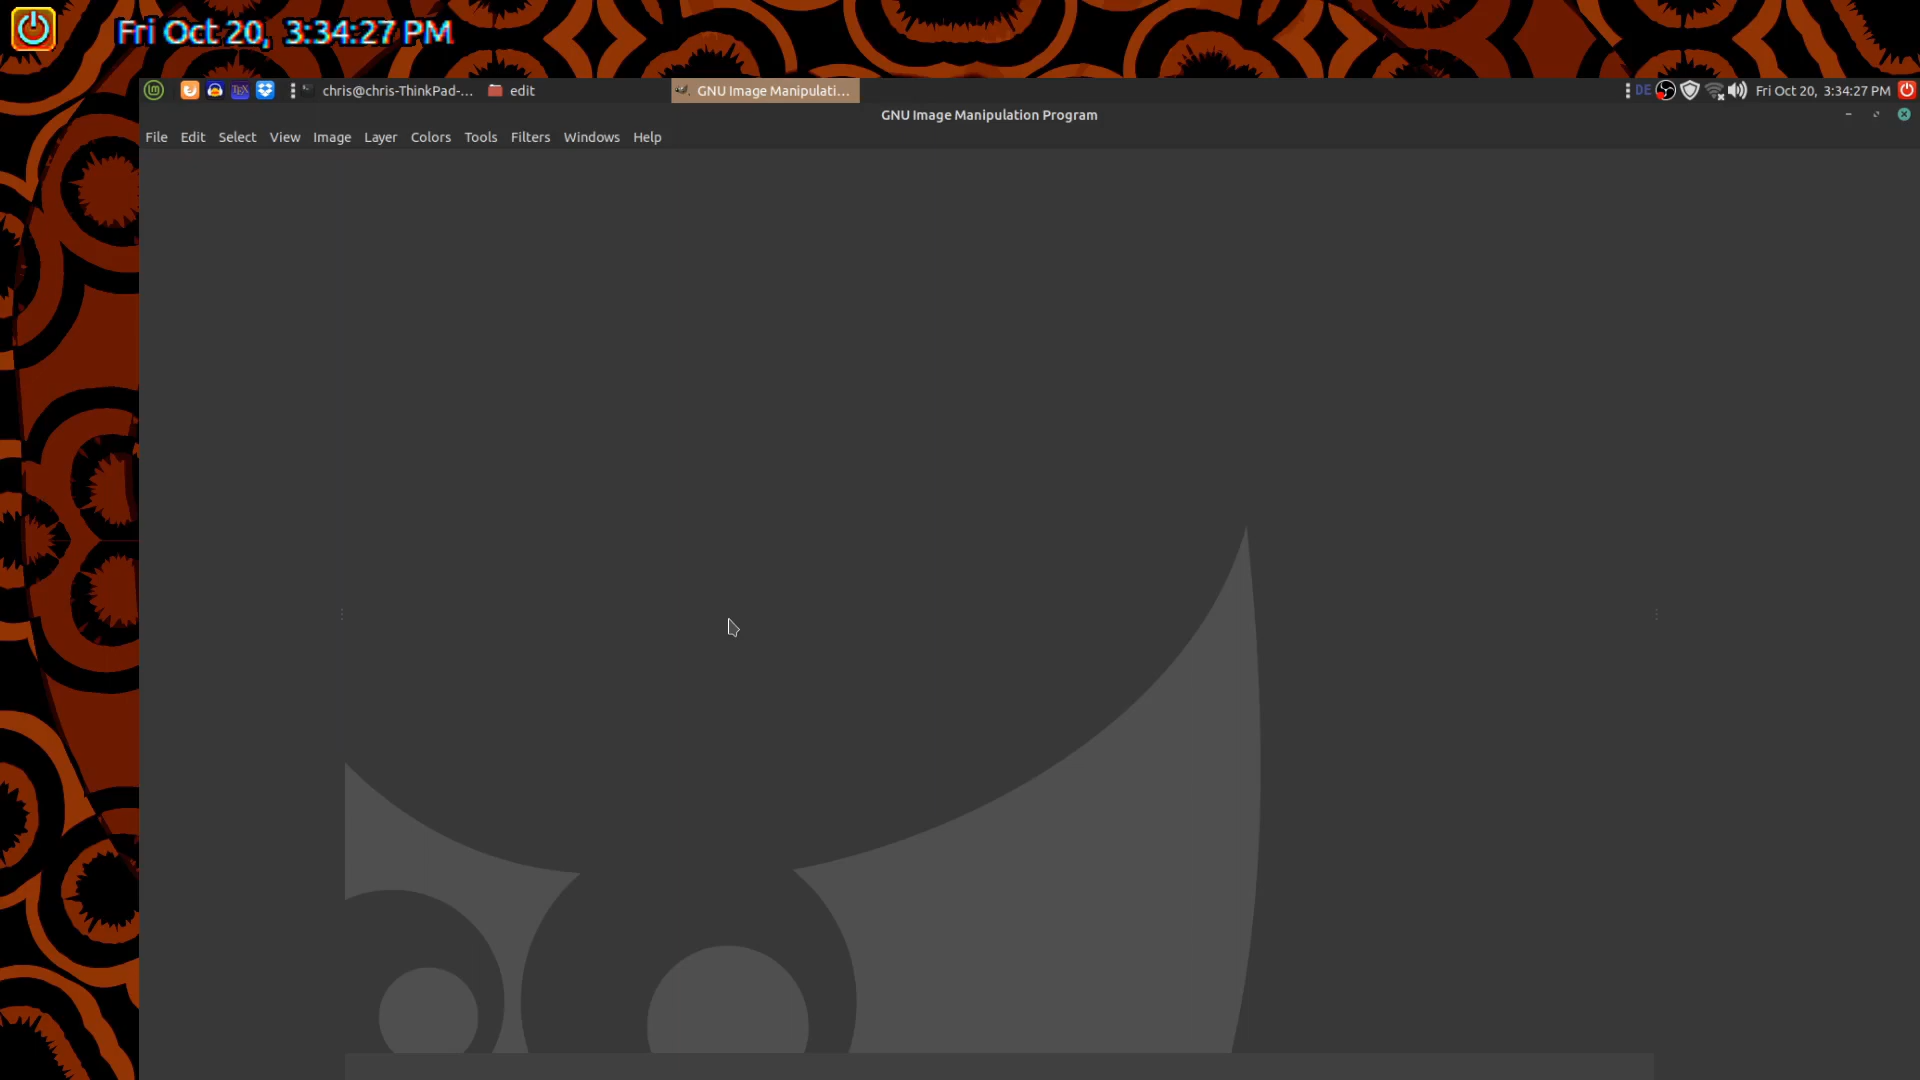 Fri Oct 20, 3:34:27 PM
chris@chris-ThinkPad-... edit GNU Image Manipulati... DE Fri Oct 20, 3:34:27 PM
GNU Image Manipulation Program
File Edit Select View Image Layer Colors Tools Filters Windows Help